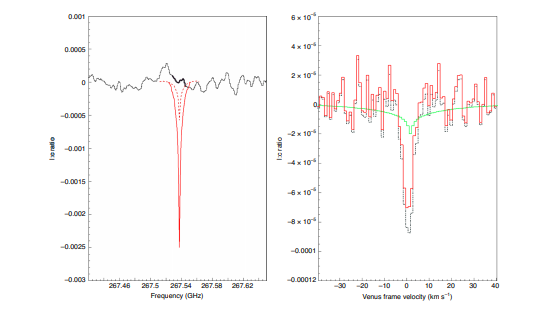 0.001
0.0005
0
−0.0005
−0.001
−0.0015
−0.002
−0.0025
−0.003
l:c ratio
267.46 267.5 267.54 267.58 267.62
Frequency (GHz)
6 × 10⁻⁵
4 × 10⁻⁵
2 × 10⁻⁵
0
−2 × 10⁻⁵
−4 × 10⁻⁵
−6 × 10⁻⁵
−8 × 10⁻⁵
−0.0001
−0.00012
l:c ratio
−30 −20 −10 0 10 20 30 40
Venus frame velocity (km s⁻¹)